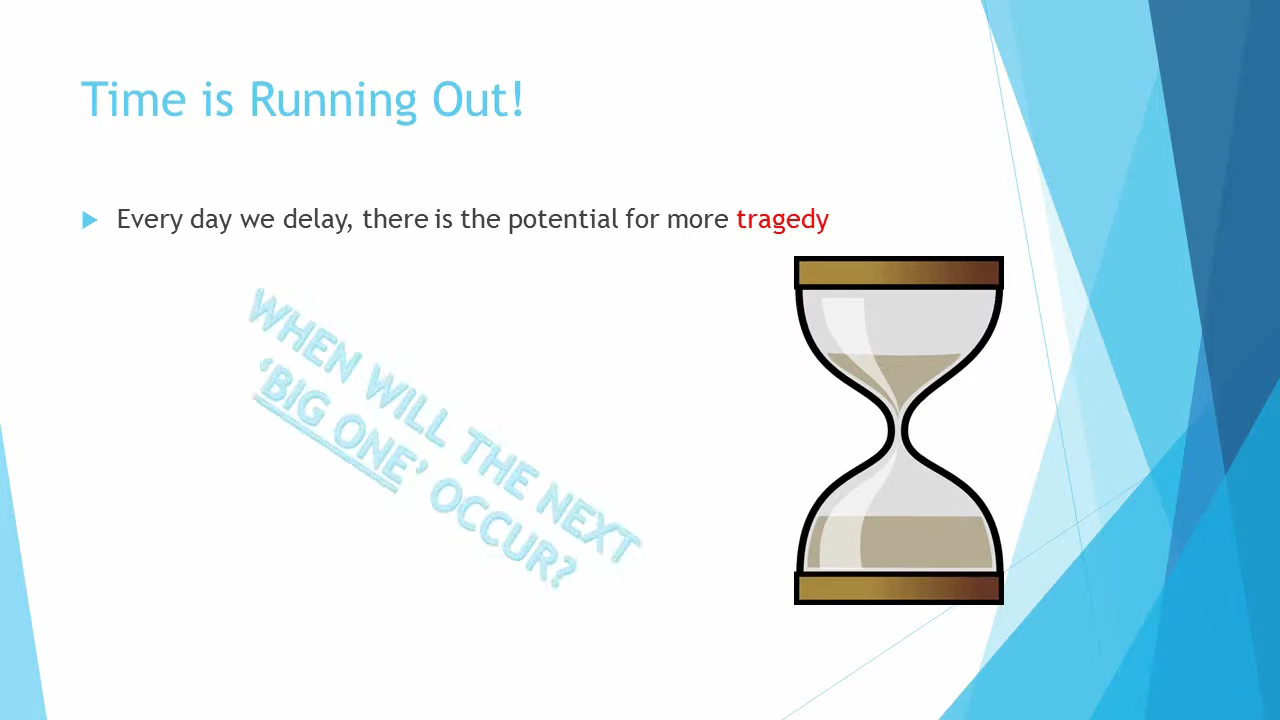 Time is Running Out!
Every day we delay, there is the potential for more tragedy
WHEN WILL THE NEXT
‘BIG ONE’ OCCUR?